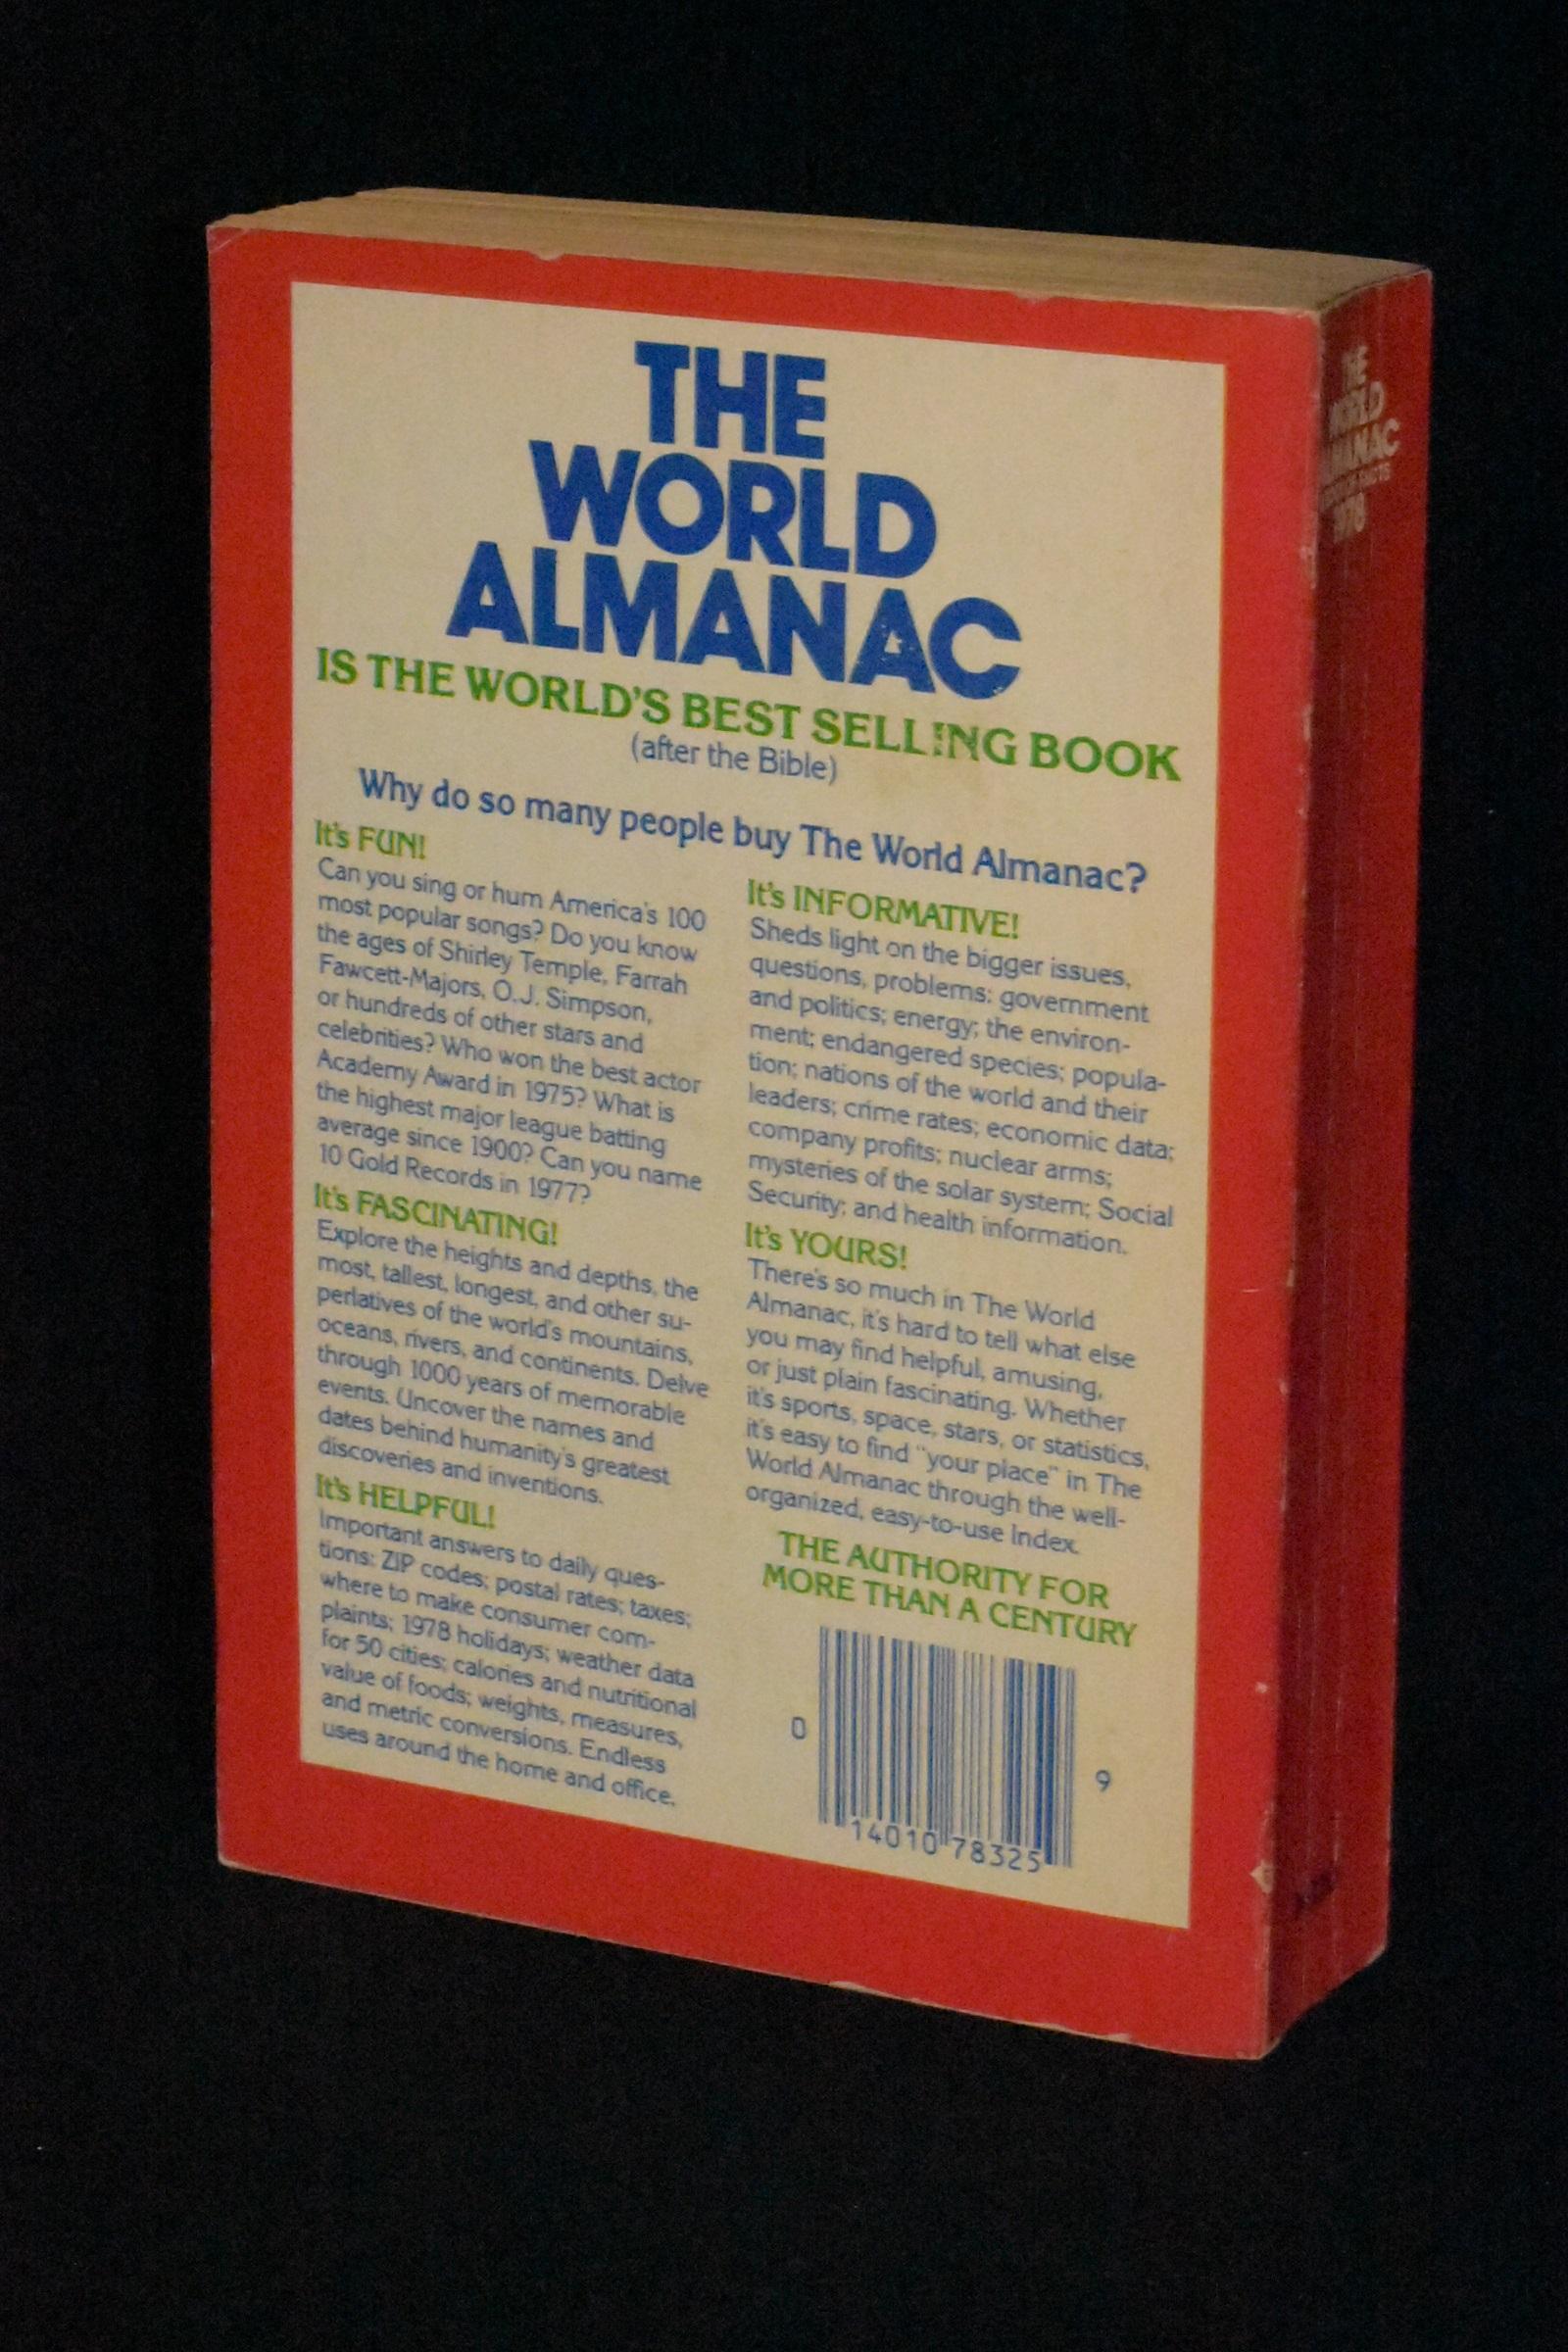 THE
WORLD
ALMANAC
IS THE WORLD'S BEST SELLING BOOK
(after the Bible)
Why do so many people buy The World Almanac?
It's FUN!
Can you sing or hum America's 100
most popular songs? Do you know
the ages of Shirley Temple, Farrah
Fawcett-Majors, O.J. Simpson,
or hundreds of other stars and
celebrities? Who won the best actor
Academy Award in 1975? What is
the highest major league batting
average since 1900? Can you name
10 Gold Records in 1977?
It's FASCINATING!
Explore the heights and depths, the
most, tallest, longest, and other su-
perlatives of the world's mountains,
oceans, rivers, and continents. Delve
through 1000 years of memorable
events. Uncover the names and
dates behind humanity's greatest
discoveries and inventions.
It's HELPFUL!
Important answers to daily ques-
tions: ZIP codes; postal rates; taxes;
where to make consumer com-
plaints; 1978 holidays; weather data
for 50 cities; calories and nutritional
value of foods; weights, measures,
and metric conversions. Endless
uses around the home and office.
It's INFORMATIVE!
Sheds light on the bigger issues,
questions, problems: government
and politics; energy; the environ-
ment; endangered species; popula-
tion; nations of the world and their
leaders; crime rates; economic data;
company profits; nuclear arms;
mysteries of the solar system; Social
Security; and health information.
It's YOURS!
There's so much in The World
Almanac, it's hard to tell what else
you may find helpful, amusing,
or just plain fascinating. Whether
it's sports, space, stars, or statistics,
it's easy to find "your place" in The
World Almanac through the well-
organized, easy-to-use Index.
THE AUTHORITY FOR
MORE THAN A CENTURY
0 14010 78325 9
THE
WORLD
ALMANAC
1978